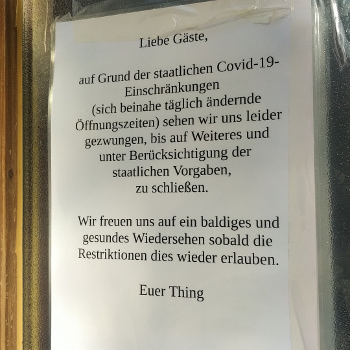 Liebe Gäste,
auf Grund der staatlichen Covid-19-
Einschränkungen
(sich beinahe täglich ändernde
Öffnungszeiten) sehen wir uns leider
gezwungen, bis auf Weiteres und
unter Berücksichtigung der
staatlichen Vorgaben,
zu schließen.
Wir freuen uns auf ein baldiges und
gesundes Wiedersehen sobald die
Restriktionen dies wieder erlauben.
Euer Thing